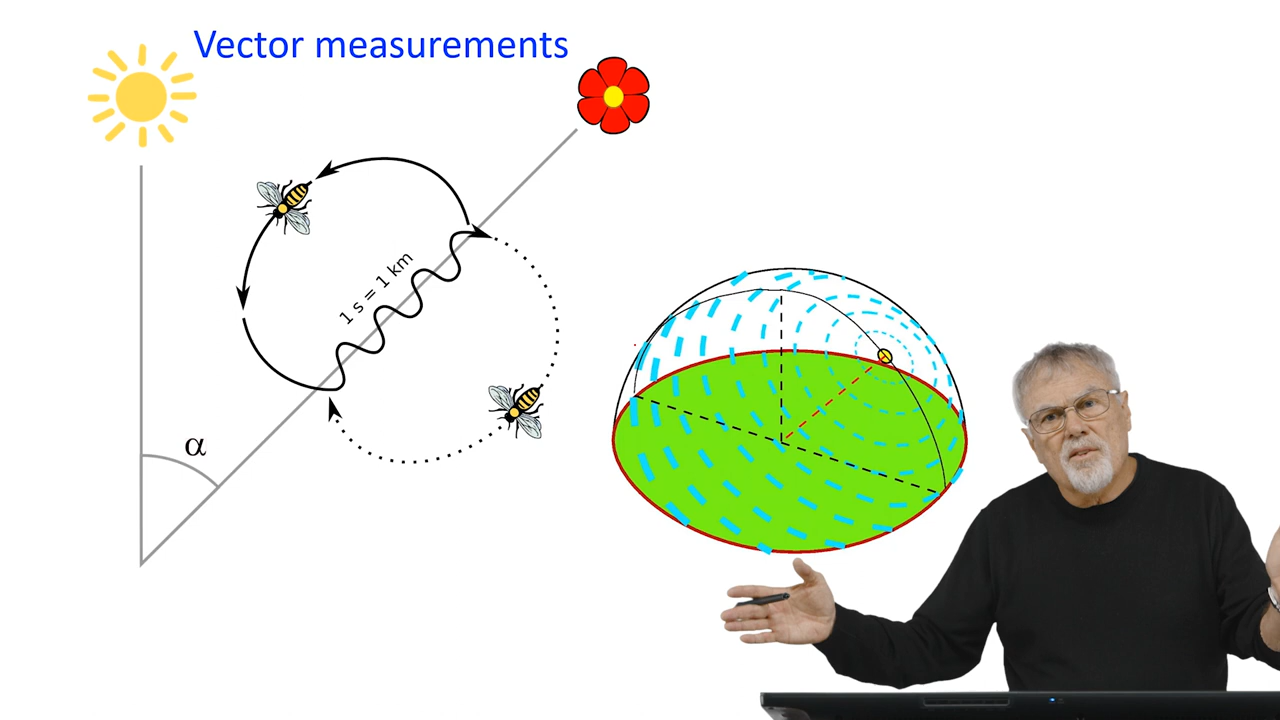 Vector measurements
1 s = 1 km
α